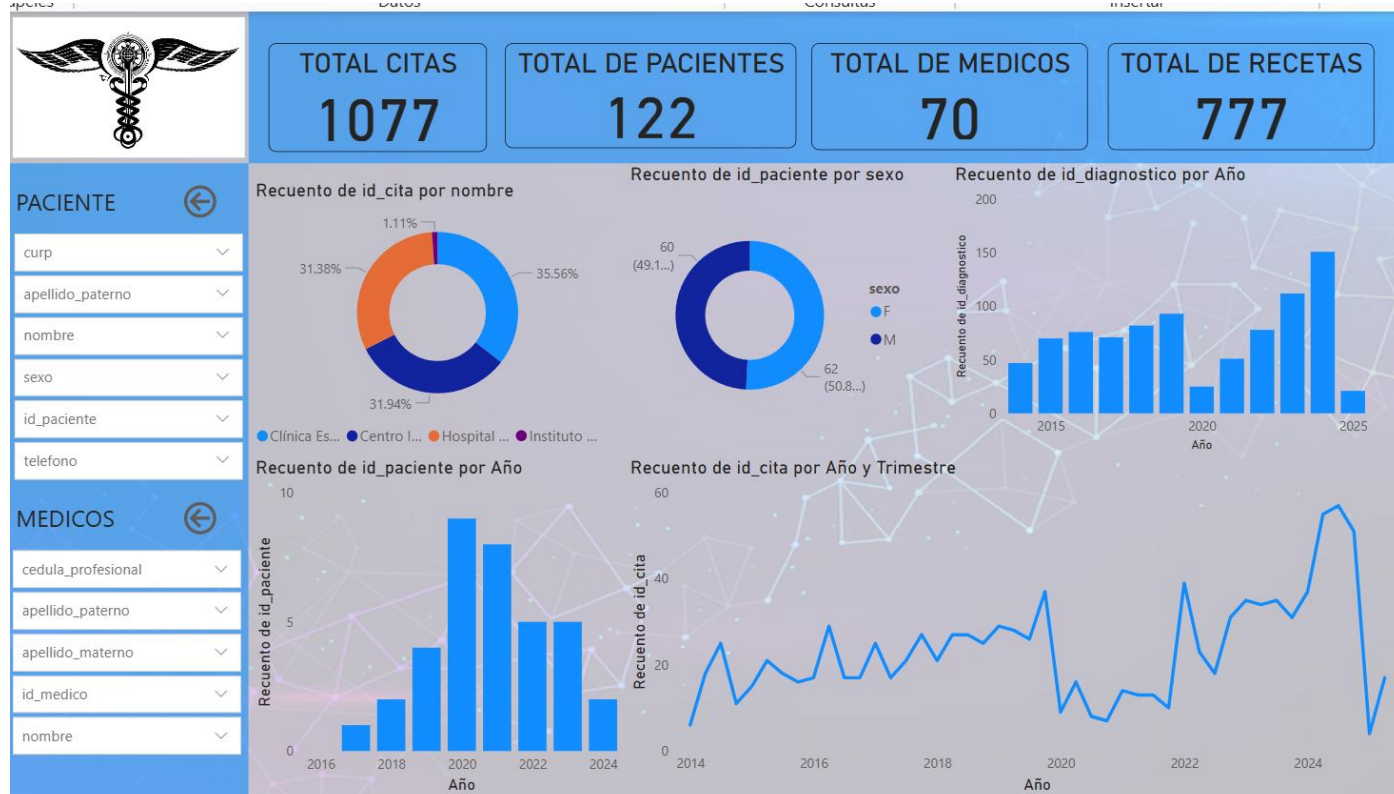 Datos
Consultas
Insertar
TOTAL CITAS
1077
TOTAL DE PACIENTES
122
TOTAL DE MEDICOS
70
TOTAL DE RECETAS
777
PACIENTE
curp
apellido_paterno
nombre
sexo
id_paciente
telefono
MEDICOS
cedula_profesional
apellido_paterno
apellido_materno
id_medico
nombre
Recuento de id_cita por nombre
1.11%
31.38%
35.56%
31.94%
Clínica Es... Centro I... Hospital ... Instituto ...
Recuento de id_paciente por sexo
60
(49.1...)
62
(50.8...)
sexo
F
M
Recuento de id_diagnostico por Año
Recuento de id_diagnostico
200
150
100
50
0
2015 2020 2025
Año
Recuento de id_paciente por Año
Recuento de id_paciente
10
5
0
2016 2018 2020 2022 2024
Año
Recuento de id_cita por Año y Trimestre
Recuento de id_cita
60
40
20
0
2014 2016 2018 2020 2022 2024
Año